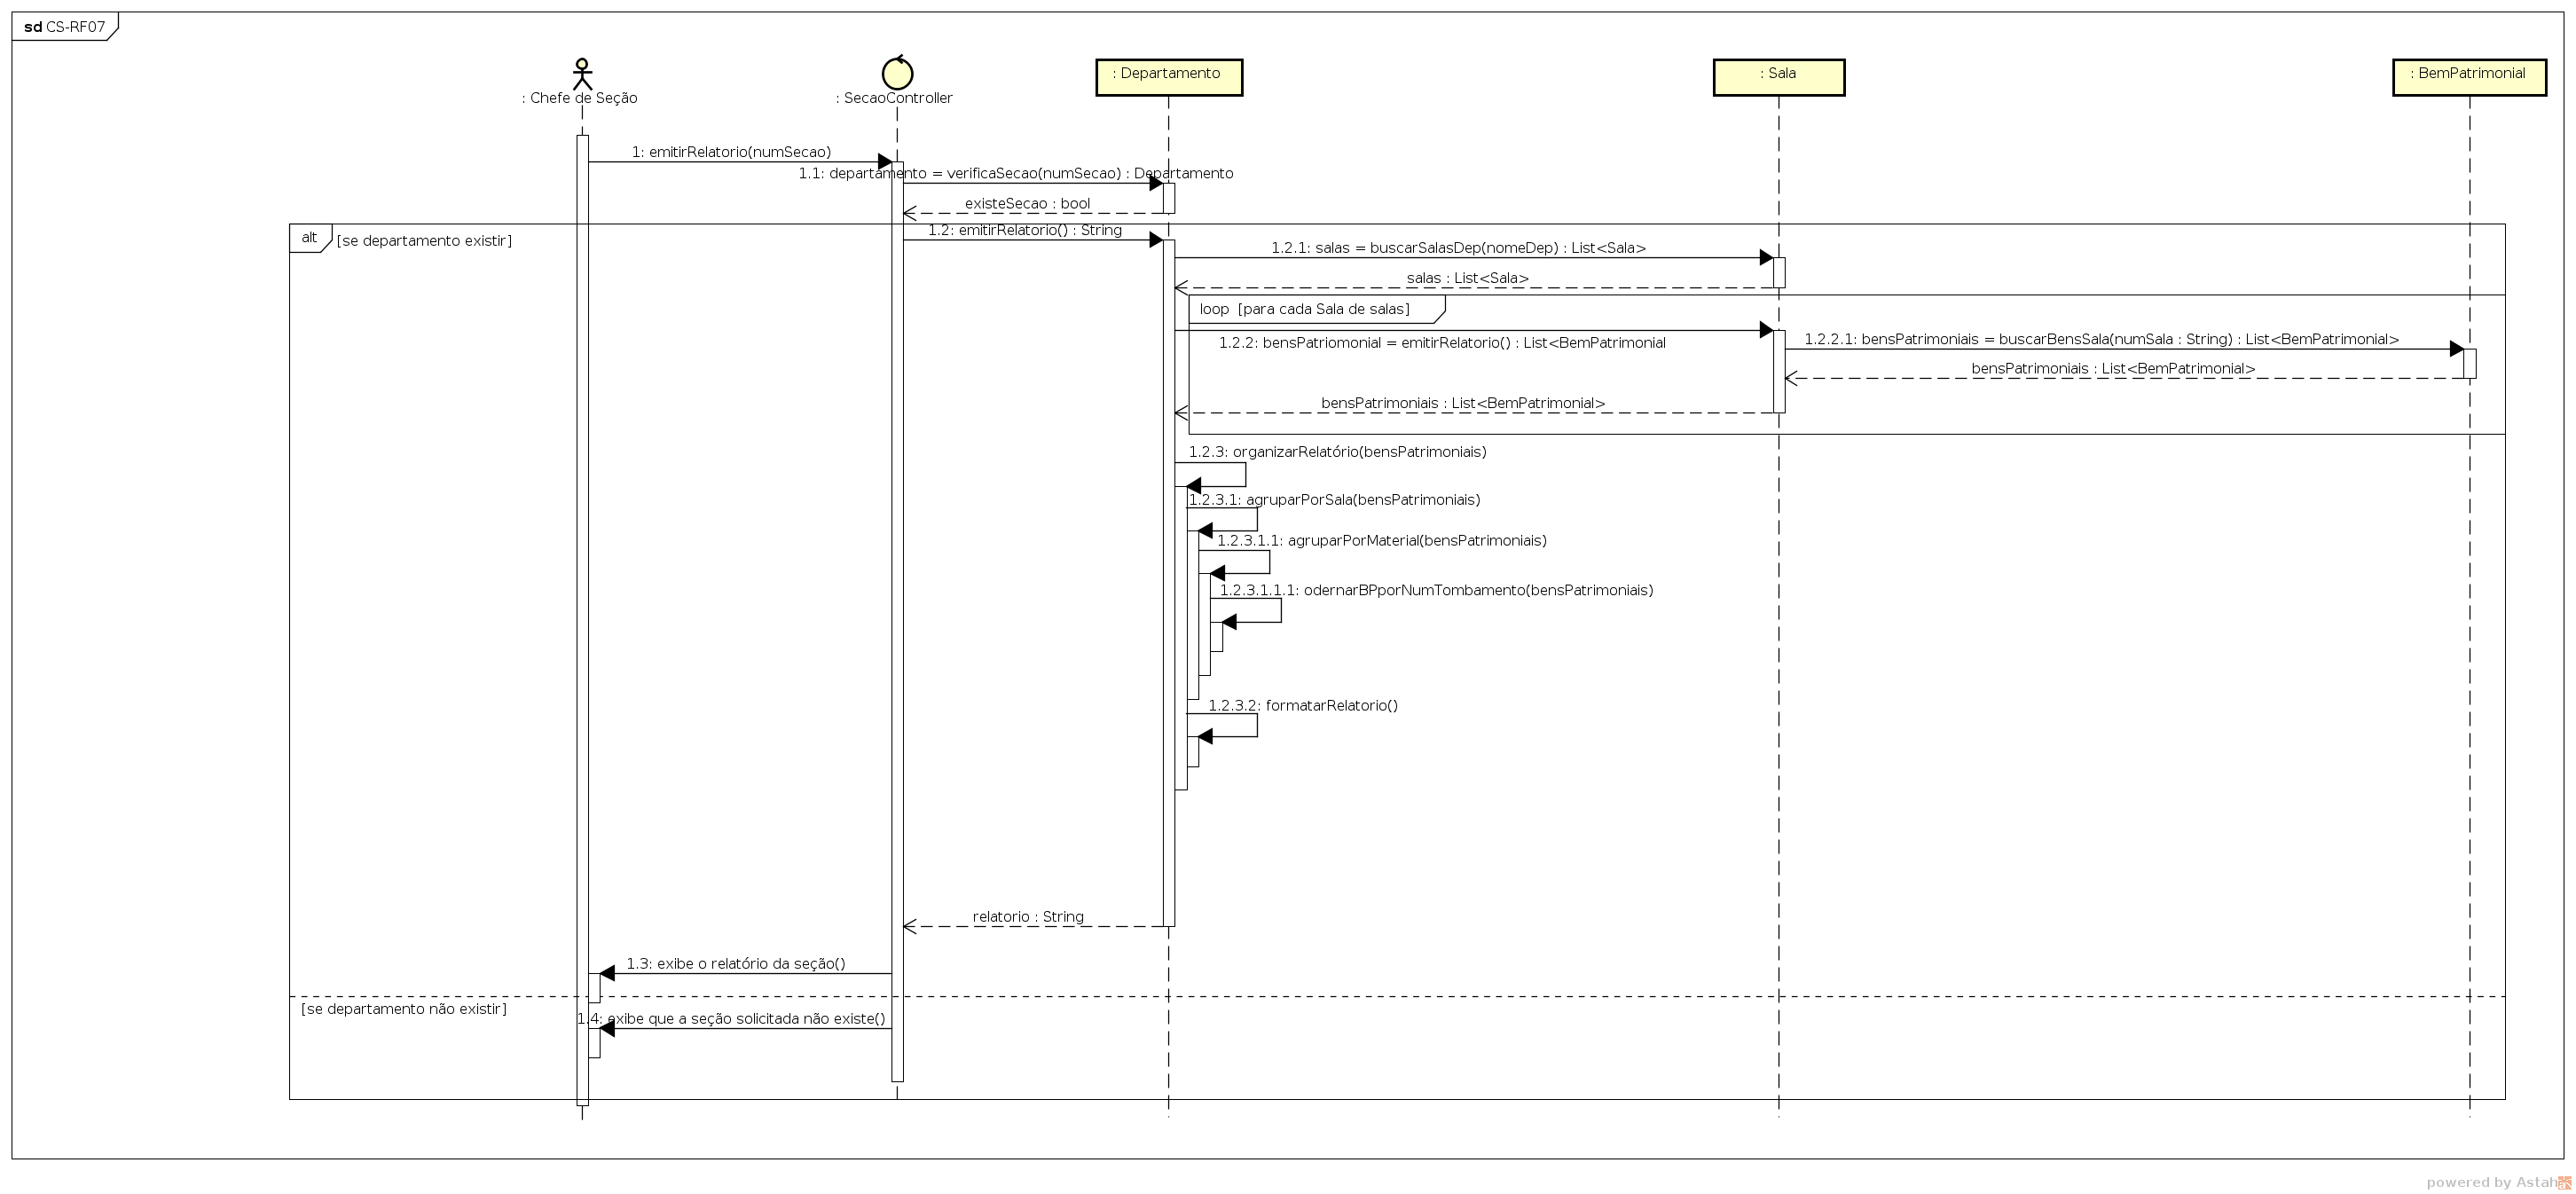 sd CS-RF07
: Chefe de Seção
: SecaoController
: Departamento
: Sala
: BemPatrimonial
1: emitirRelatorio(numSecao)
1.1: departamento = verificaSecao(numSecao) : Departamento
existeSecao : bool
alt
[se departamento existir]
1.2: emitirRelatorio() : String
1.2.1: salas = buscarSalasDep(nomeDep) : List<Sala>
salas : List<Sala>
loop [para cada Sala de salas]
1.2.2: bensPatriomonial = emitirRelatorio() : List<BemPatrimonial
1.2.2.1: bensPatrimoniais = buscarBensSala(numSala : String) : List<BemPatrimonial>
bensPatrimoniais : List<BemPatrimonial>
bensPatrimoniais : List<BemPatrimonial>
1.2.3: organizarRelatório(bensPatrimoniais)
1.2.3.1: agruparPorSala(bensPatrimoniais)
1.2.3.1.1: agruparPorMaterial(bensPatrimoniais)
1.2.3.1.1.1: odernarBPporNumTombamento(bensPatrimoniais)
1.2.3.2: formatarRelatorio()
relatorio : String
1.3: exibe o relatório da seção()
[se departamento não existir]
1.4: exibe que a seção solicitada não existe()
powered by Astah